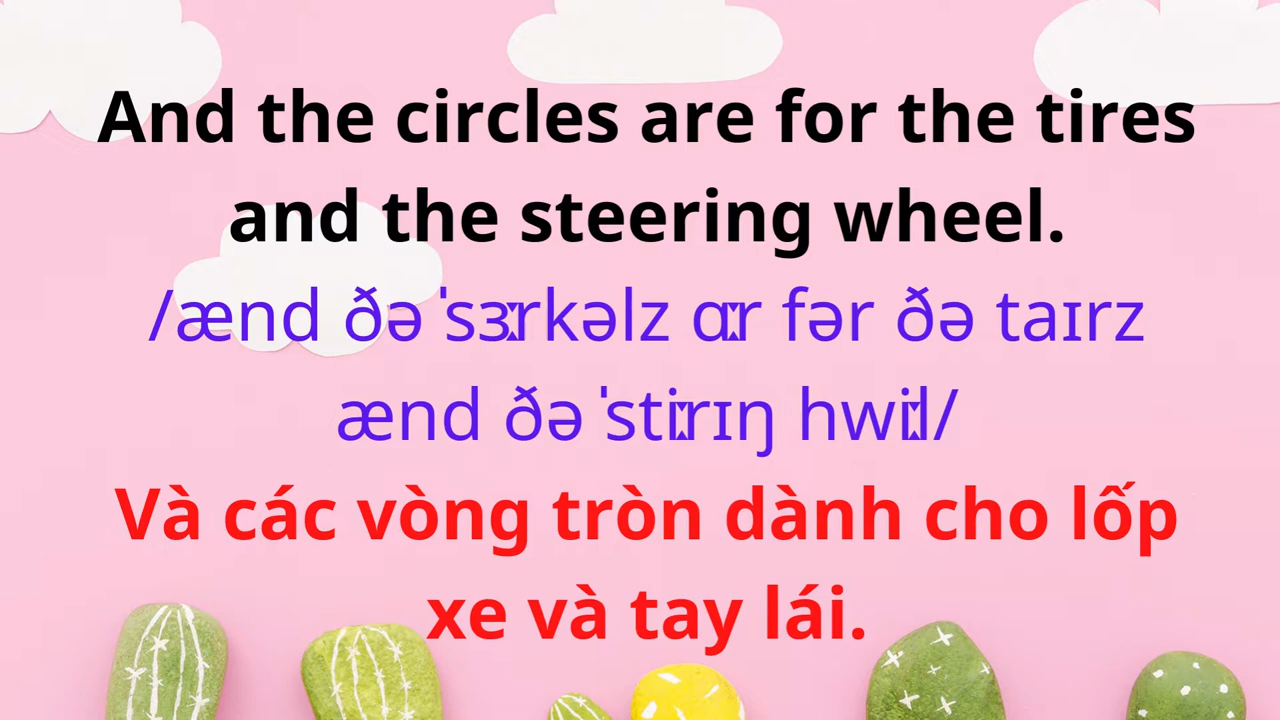 And the circles are for the tires
and the steering wheel.
/ænd ðə ˈsɜːrkəlz ɑːr fər ðə taɪrz
ænd ðə ˈstiːrɪŋ hwiːl/
Và các vòng tròn dành cho lốp
xe và tay lái.